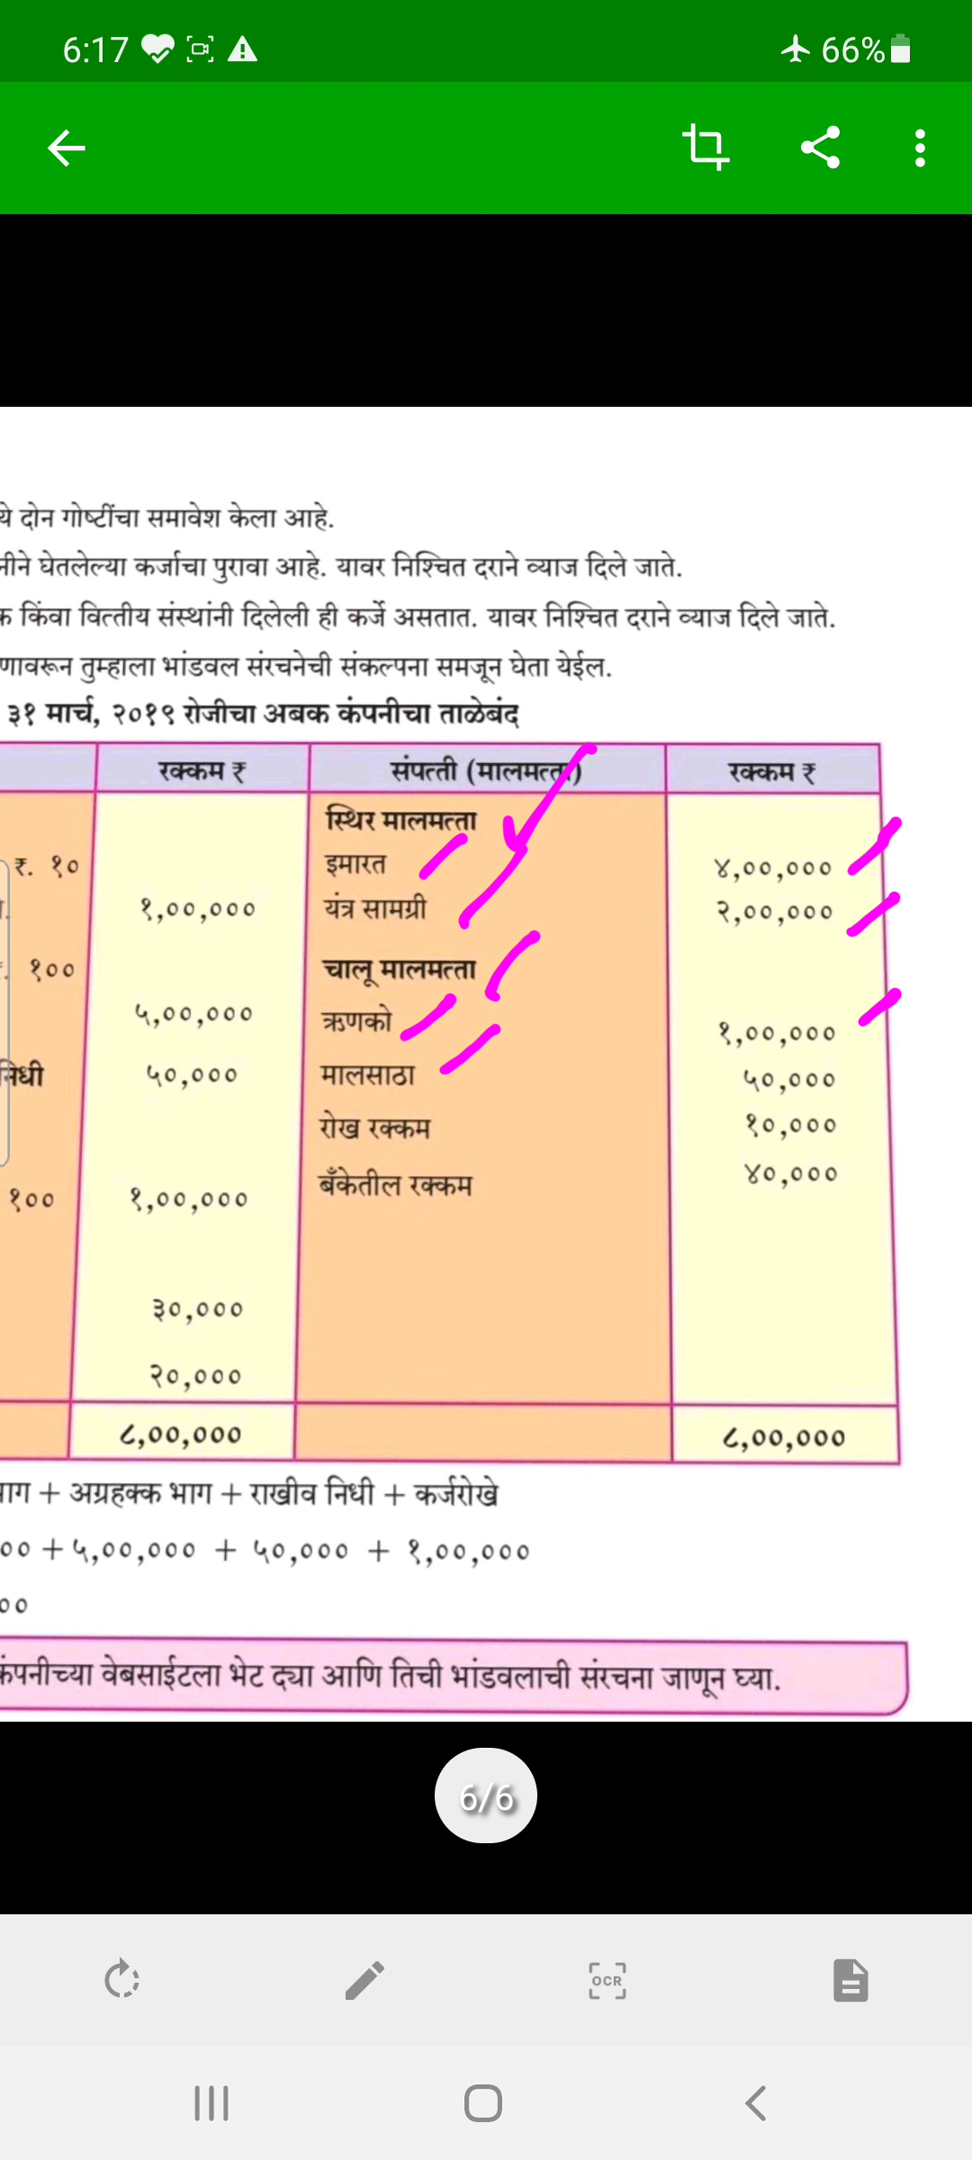 6:17 66%
ये दोन गोष्टींचा समावेश केला आहे.
नीने घेतलेल्या कर्जाचा पुरावा आहे. यावर निश्चित दराने व्याज दिले जाते.
क किंवा वित्तीय संस्थांनी दिलेली ही कर्जे असतात. यावर निश्चित दराने व्याज दिले जाते.
णावरून तुम्हाला भांडवल संरचनेची संकल्पना समजून घेता येईल.
३१ मार्च, २०१९ रोजीचा अबक कंपनीचा ताळेबंद
रक्कम ₹ संपत्ती (मालमत्ता) रक्कम ₹
स्थिर मालमत्ता
रु. १० इमारत ४,००,०००
१,००,००० यंत्र सामग्री २,००,०००
१०० चालू मालमत्ता
५,००,००० ऋणको १,००,०००
निधी ५०,००० मालसाठा ५०,०००
रोख रक्कम १०,०००
१०० १,००,००० बँकेतील रक्कम ४०,०००
३०,०००
२०,०००
८,००,००० ८,००,०००
भाग + अग्रहक्क भाग + राखीव निधी + कर्जरोखे
०० + ५,००,००० + ५०,००० + १,००,०००
००
कंपनीच्या वेबसाईटला भेट द्या आणि तिची भांडवलाची संरचना जाणून घ्या.
6/6
OCR